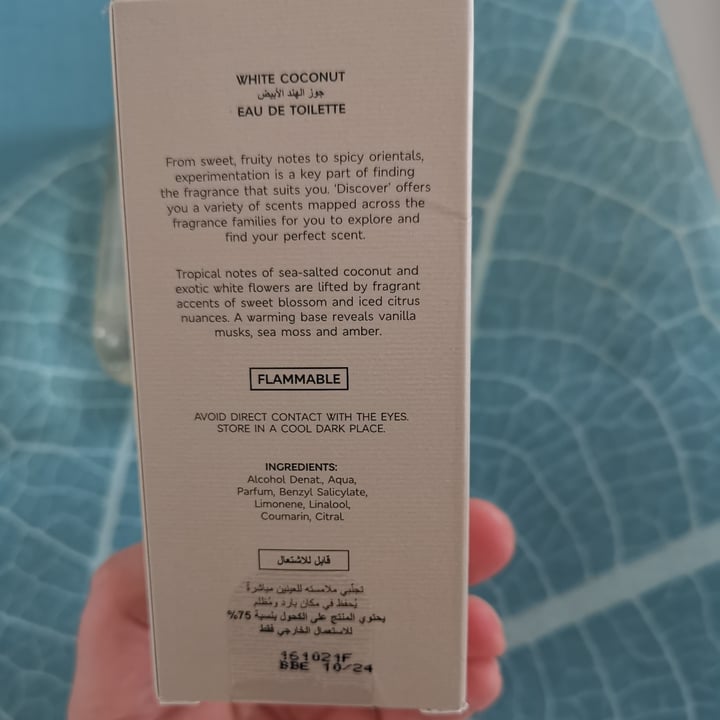 WHITE COCONUT
جوز الهند الأبيض
EAU DE TOILETTE
From sweet, fruity notes to spicy orientals,
experimentation is a key part of finding
the fragrance that suits you. 'Discover' offers
you a variety of scents mapped across the
fragrance families for you to explore and
find your perfect scent.
Tropical notes of sea-salted coconut and
exotic white flowers are lifted by fragrant
accents of sweet blossom and iced citrus
nuances. A warming base reveals vanilla
musks, sea moss and amber.
FLAMMABLE
AVOID DIRECT CONTACT WITH THE EYES.
STORE IN A COOL DARK PLACE.
INGREDIENTS:
Alcohol Denat., Aqua,
Parfum, Benzyl Salicylate,
Limonene, Linalool,
Coumarin, Citral.
قابل للاشتعال
تجنّبي ملامسته للعينين مباشرةً
يُحفظ في مكان بارد ومُظلم
يحتوي المنتج على الكحول بنسبة 75%
للاستعمال الخارجي فقط
161021F
BBE 10/24